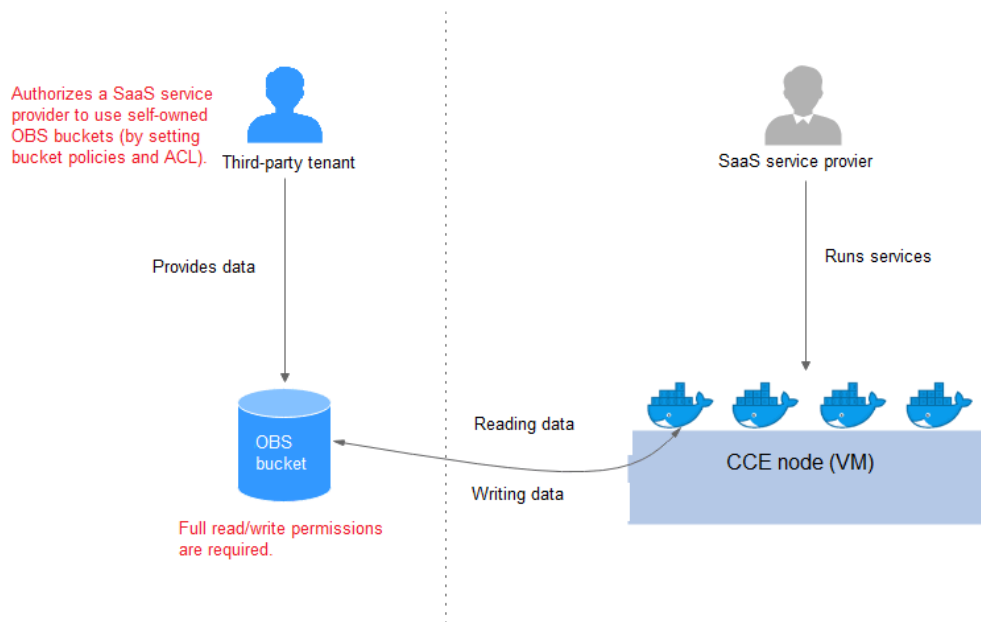 Authorizes a SaaS service
provider to use self-owned
OBS buckets (by setting
bucket policies and ACL).
Third-party tenant
SaaS service provier
Provides data
Runs services
OBS
bucket
Reading data
Writing data
CCE node (VM)
Full read/write permissions
are required.